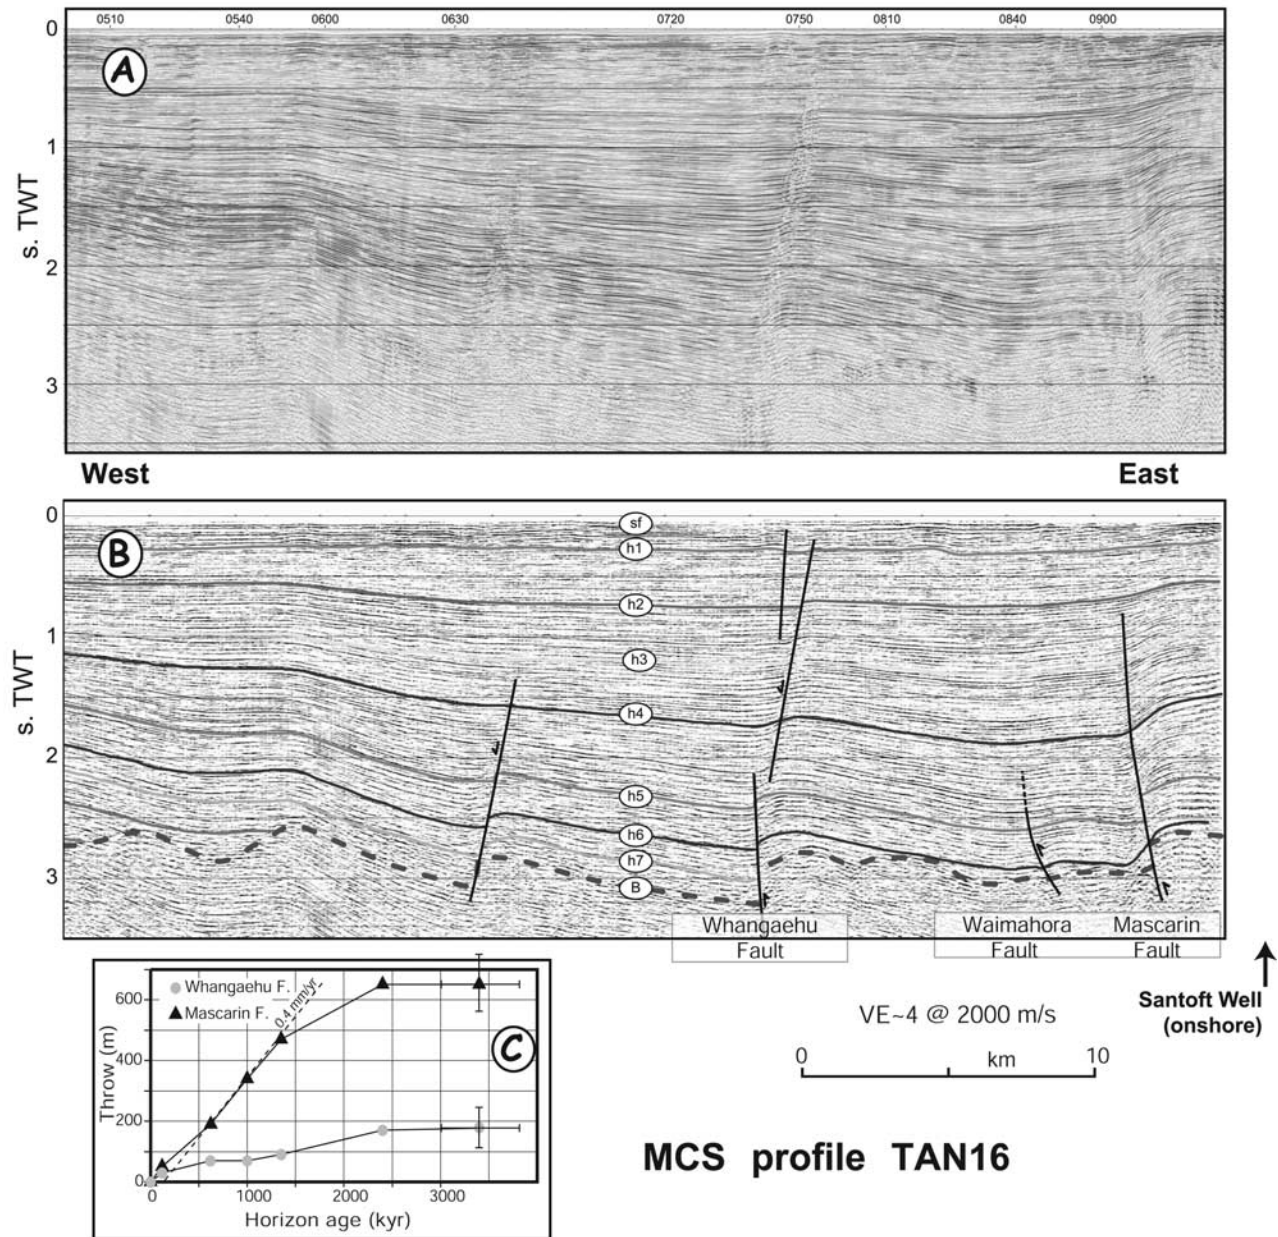 0510 0540 0600 0630 0720 0750 0810 0840 0900
0
A
1
s. TWT
2
3
West East
0
sf
B
h1
h2
1
h3
s. TWT
h4
2
h5
h6
h7
3
B
Whangaehu Waimahora Mascarin
Fault Fault Fault
Whangaehu F.
600
Mascarin F.
0.4 mm/yr
C
Throw (m)
400
200
0
0 1000 2000 3000
Horizon age (kyr)
Santoft Well
(onshore)
VE~4 @ 2000 m/s
0 km 10
MCS profile TAN16